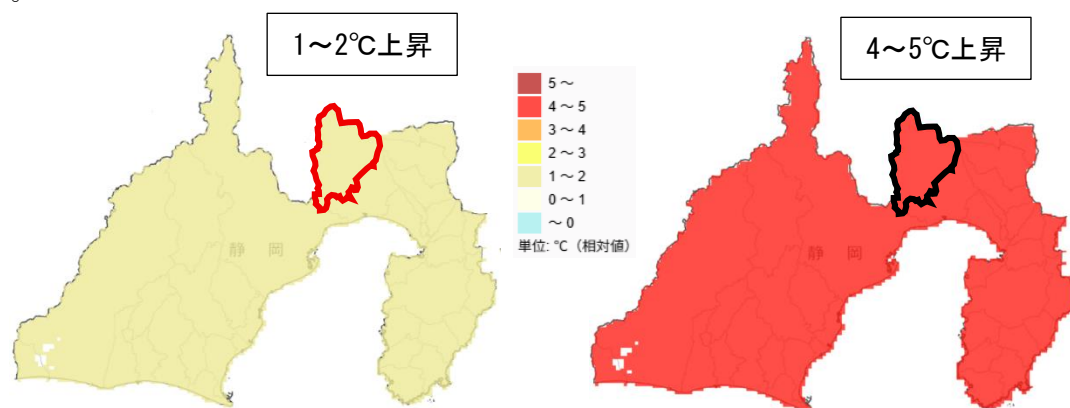 1～2℃上昇
4～5℃上昇
5～
4～5
3～4
2～3
1～2
0～1
～0
単位: ℃（相対値）
静 岡
静 岡